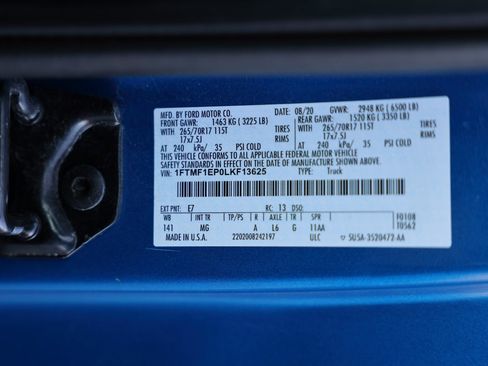 MFD. BY FORD MOTOR CO.
DATE: 08/20 GVWR: 2948 KG ( 6500 LB)
FRONT GAWR: 1463 KG ( 3225 LB)
REAR GAWR: 1520 KG ( 3350 LB)
WITH 265/70R17 115T TIRES
17x7.5J RIMS
WITH 265/70R17 115T TIRES
17x7.5J RIMS
AT 240 kPa/ 35 PSI COLD
AT 240 kPa/ 35 PSI COLD
THIS VEHICLE CONFORMS TO ALL APPLICABLE FEDERAL MOTOR VEHICLE
SAFETY STANDARDS IN EFFECT ON THE DATE OF MANUFACTURE SHOWN ABOVE.
VIN: 1FTMF1EP0LKF13625 TYPE: Truck
EXT PNT: E7 RC: 13 DSO:
WB INT TR TP/PS R AXLE TR SPR
141 MG A L6 G 11AA
F0108
T0562
MADE IN U.S.A. 2202008242197 ULC 5U5A-3520472-AA